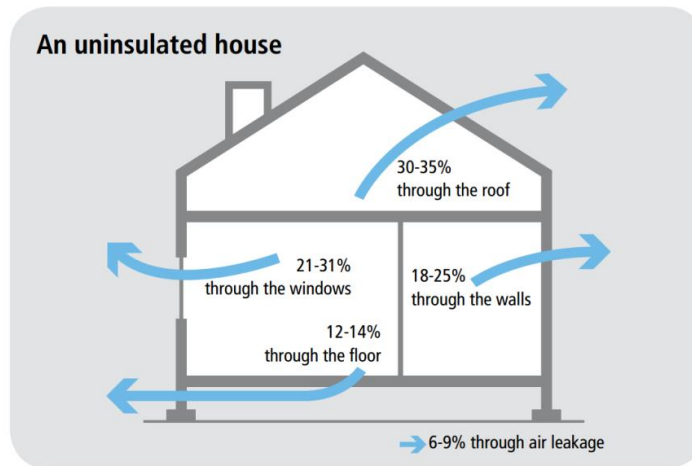 An uninsulated house
30-35%
through the roof
21-31%
through the windows
18-25%
through the walls
12-14%
through the floor
6-9% through air leakage